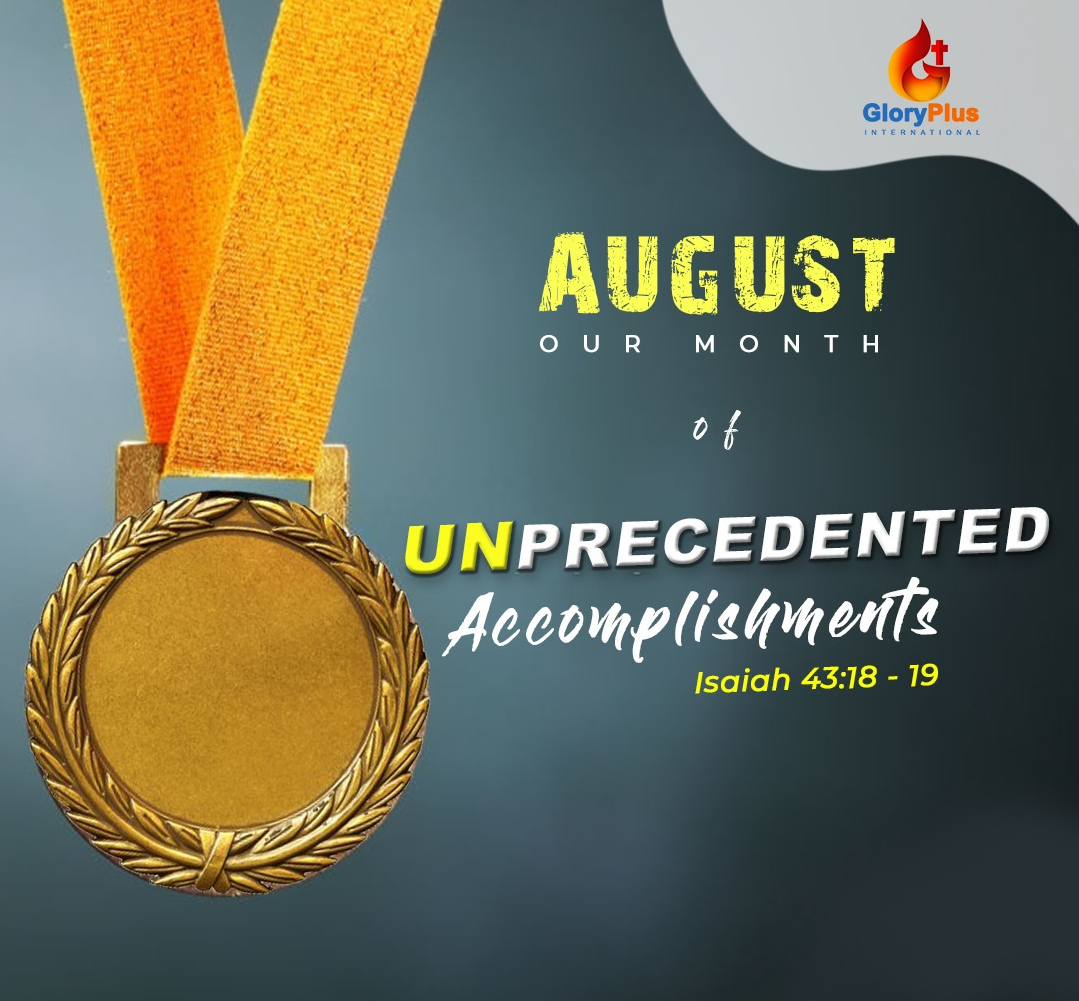 GloryPlus
INTERNATIONAL
AUGUST
OUR MONTH
of
UNPRECEDENTED
Accomplishments
Isaiah 43:18 - 19